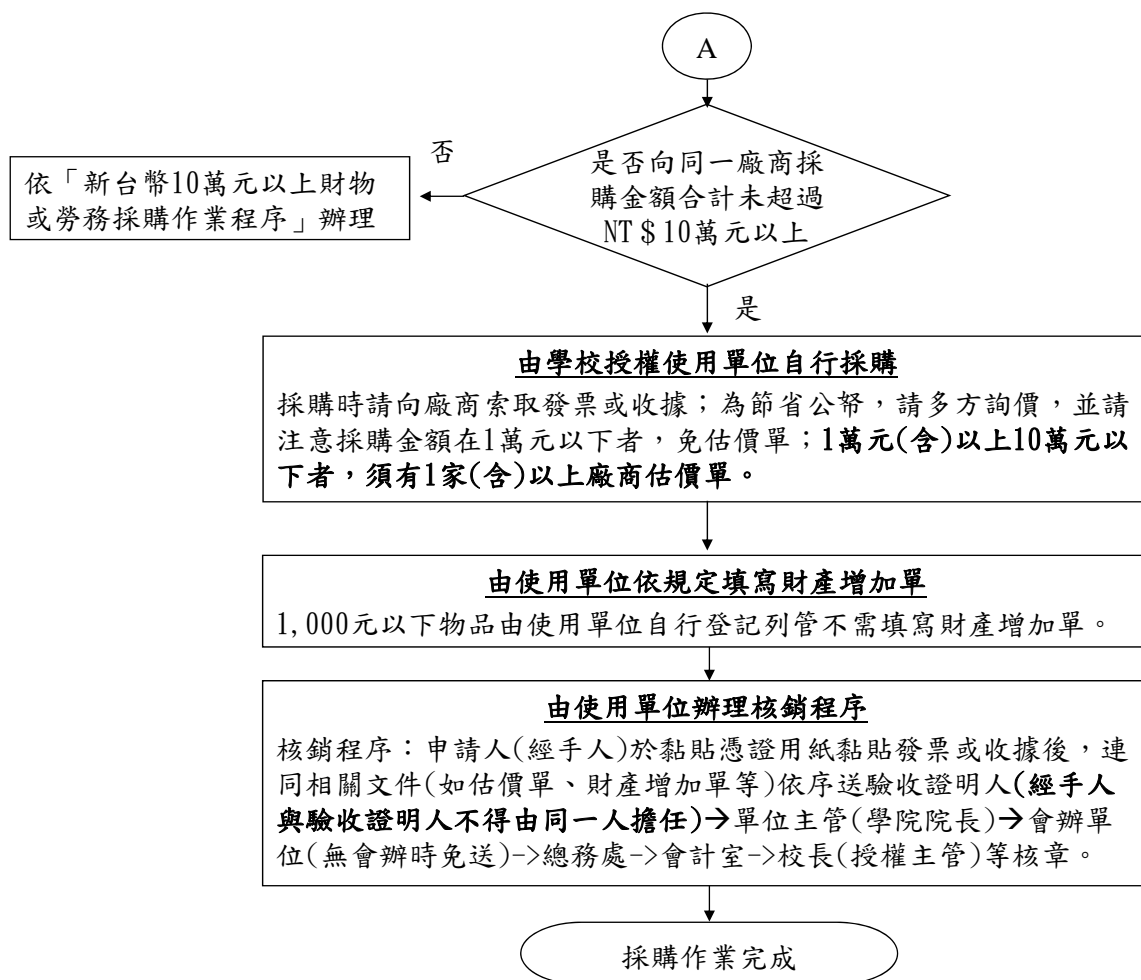 A
是否向同一廠商採
購金額合計未超過
NT＄10萬元以上
否
依「新台幣10萬元以上財物
或勞務採購作業程序」辦理
是
由學校授權使用單位自行採購
採購時請向廠商索取發票或收據；為節省公帑，請多方詢價，並請
注意採購金額在1萬元以下者，免估價單；1萬元(含)以上10萬元以
下者，須有1家(含)以上廠商估價單。
由使用單位依規定填寫財產增加單
1,000元以下物品由使用單位自行登記列管不需填寫財產增加單。
由使用單位辦理核銷程序
核銷程序：申請人(經手人)於黏貼憑證用紙黏貼發票或收據後，連
同相關文件(如估價單、財產增加單等)依序送驗收證明人(經手人
與驗收證明人不得由同一人擔任)→單位主管(學院院長)→會辦單
位(無會辦時免送)->總務處->會計室->校長(授權主管)等核章。
採購作業完成